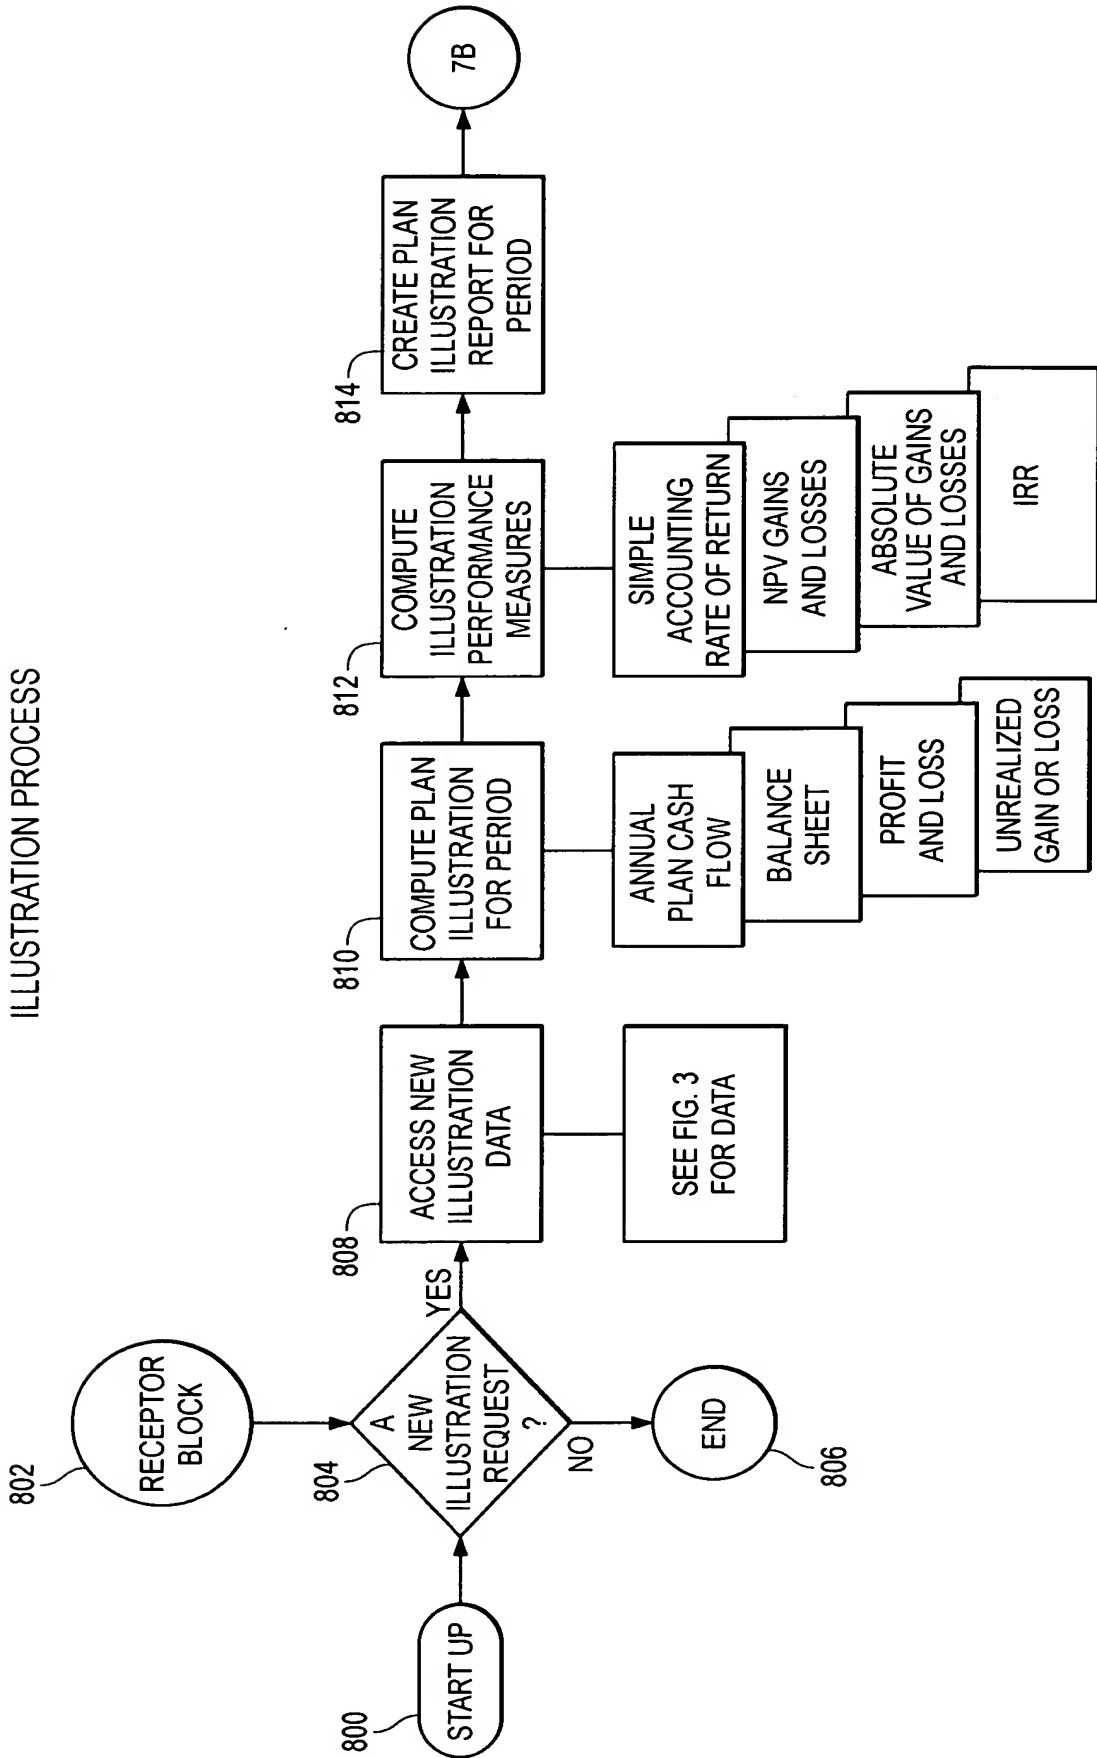 ILLUSTRATION PROCESS
802
RECEPTOR
BLOCK
800
START UP
804
A
NEW
ILLUSTRATION
REQUEST
?
YES
NO
END
806
808
ACCESS NEW
ILLUSTRATION
DATA
SEE FIG. 3
FOR DATA
810
COMPUTE PLAN
ILLUSTRATION
FOR PERIOD
ANNUAL
PLAN CASH
FLOW
BALANCE
SHEET
PROFIT
AND LOSS
UNREALIZED
GAIN OR LOSS
812
COMPUTE
ILLUSTRATION
PERFORMANCE
MEASURES
SIMPLE
ACCOUNTING
RATE OF RETURN
NPV GAINS
AND LOSSES
ABSOLUTE
VALUE OF GAINS
AND LOSSES
IRR
814
CREATE PLAN
ILLUSTRATION
REPORT FOR
PERIOD
7B